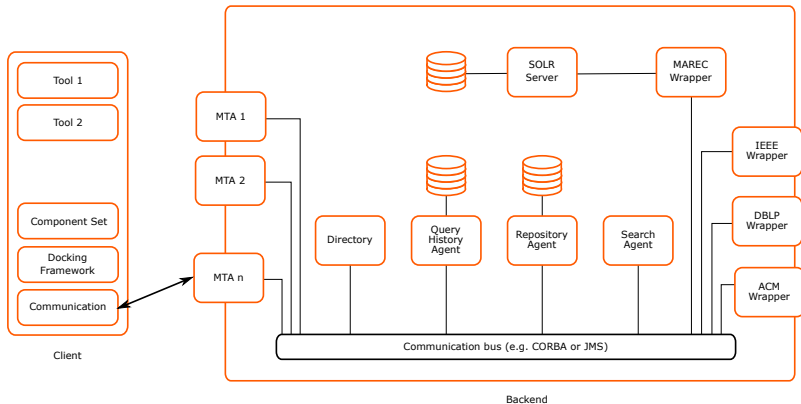 Tool 1
Tool 2
Component Set
Docking
Framework
Communication
Client
MTA 1
MTA 2
MTA n
SOLR
Server
MAREC
Wrapper
IEEE
Wrapper
DBLP
Wrapper
ACM
Wrapper
Directory
Query
History
Agent
Repository
Agent
Search
Agent
Communication bus (e.g. CORBA or JMS)
Backend